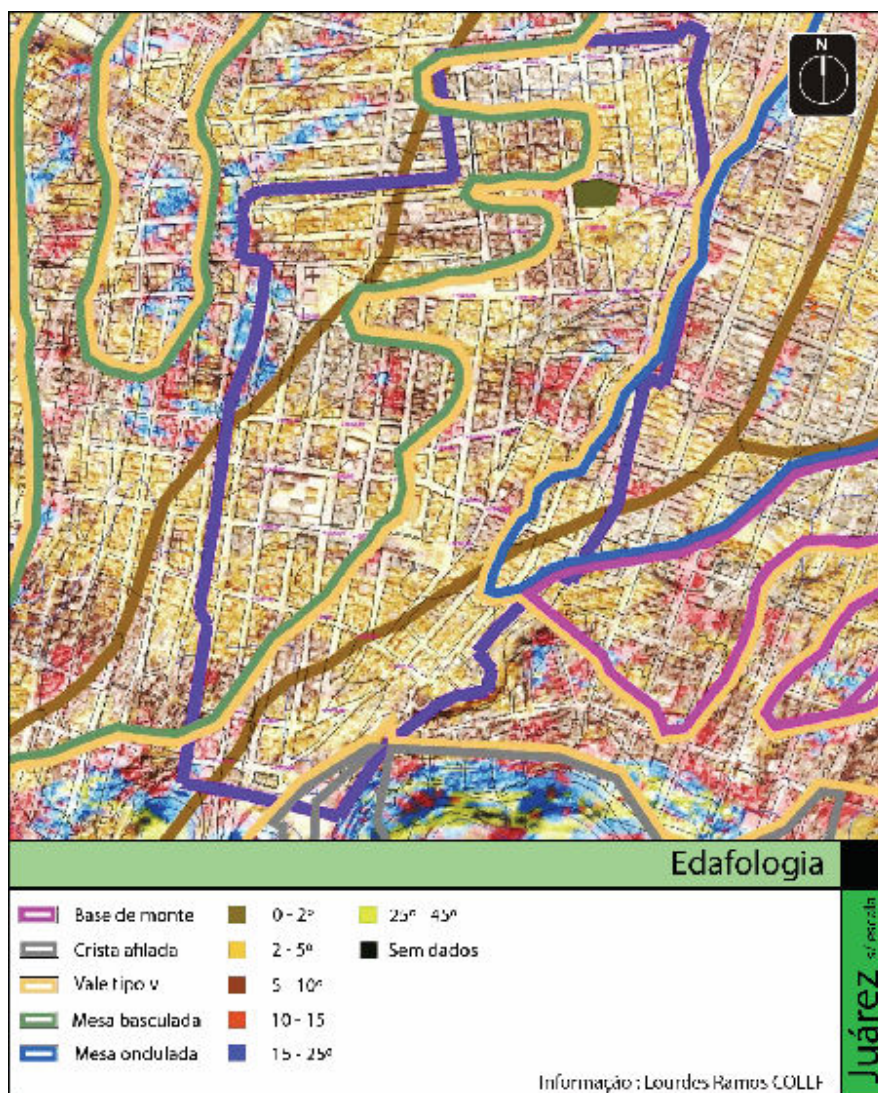 N
Edafologia
Base de monte
Crista afilada
Vale tipo v
Mesa basculada
Mesa ondulada
0 - 2º
2 - 5º
5 - 10º
10 - 15
15 - 25º
25º - 45º
Sem dados
Juárez s/ escala
Informação : Lourdes Ramos COLEF